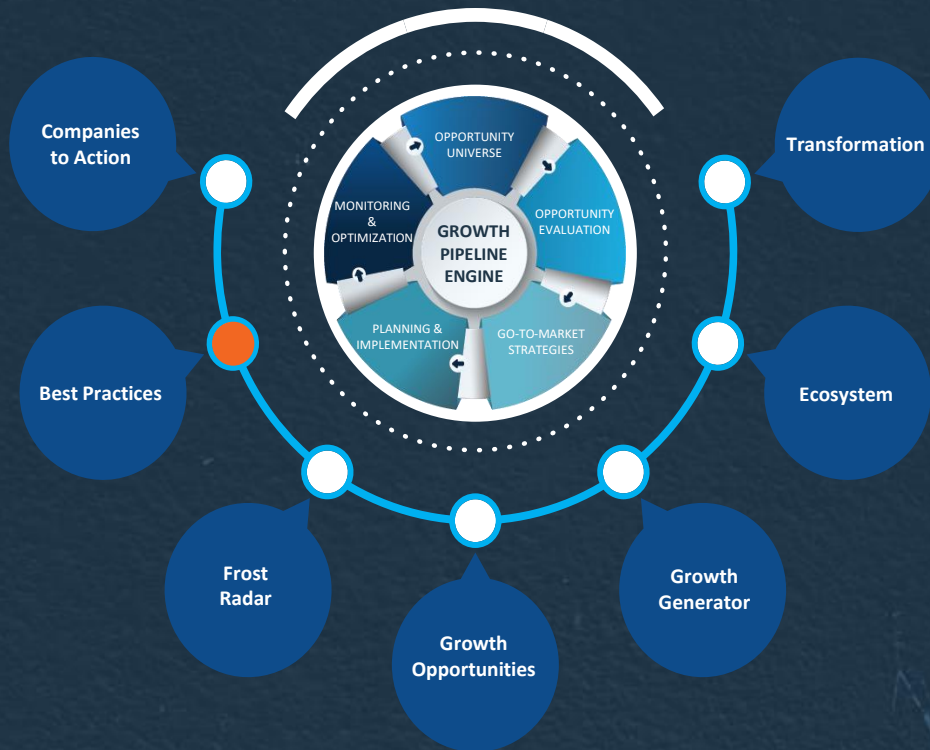 Companies
to Action
Best Practices
Frost
Radar
Growth
Opportunities
Growth
Generator
Ecosystem
Transformation
OPPORTUNITY
UNIVERSE
OPPORTUNITY
EVALUATION
GO-TO-MARKET
STRATEGIES
PLANNING &
IMPLEMENTATION
MONITORING
&
OPTIMIZATION
GROWTH
PIPELINE
ENGINE